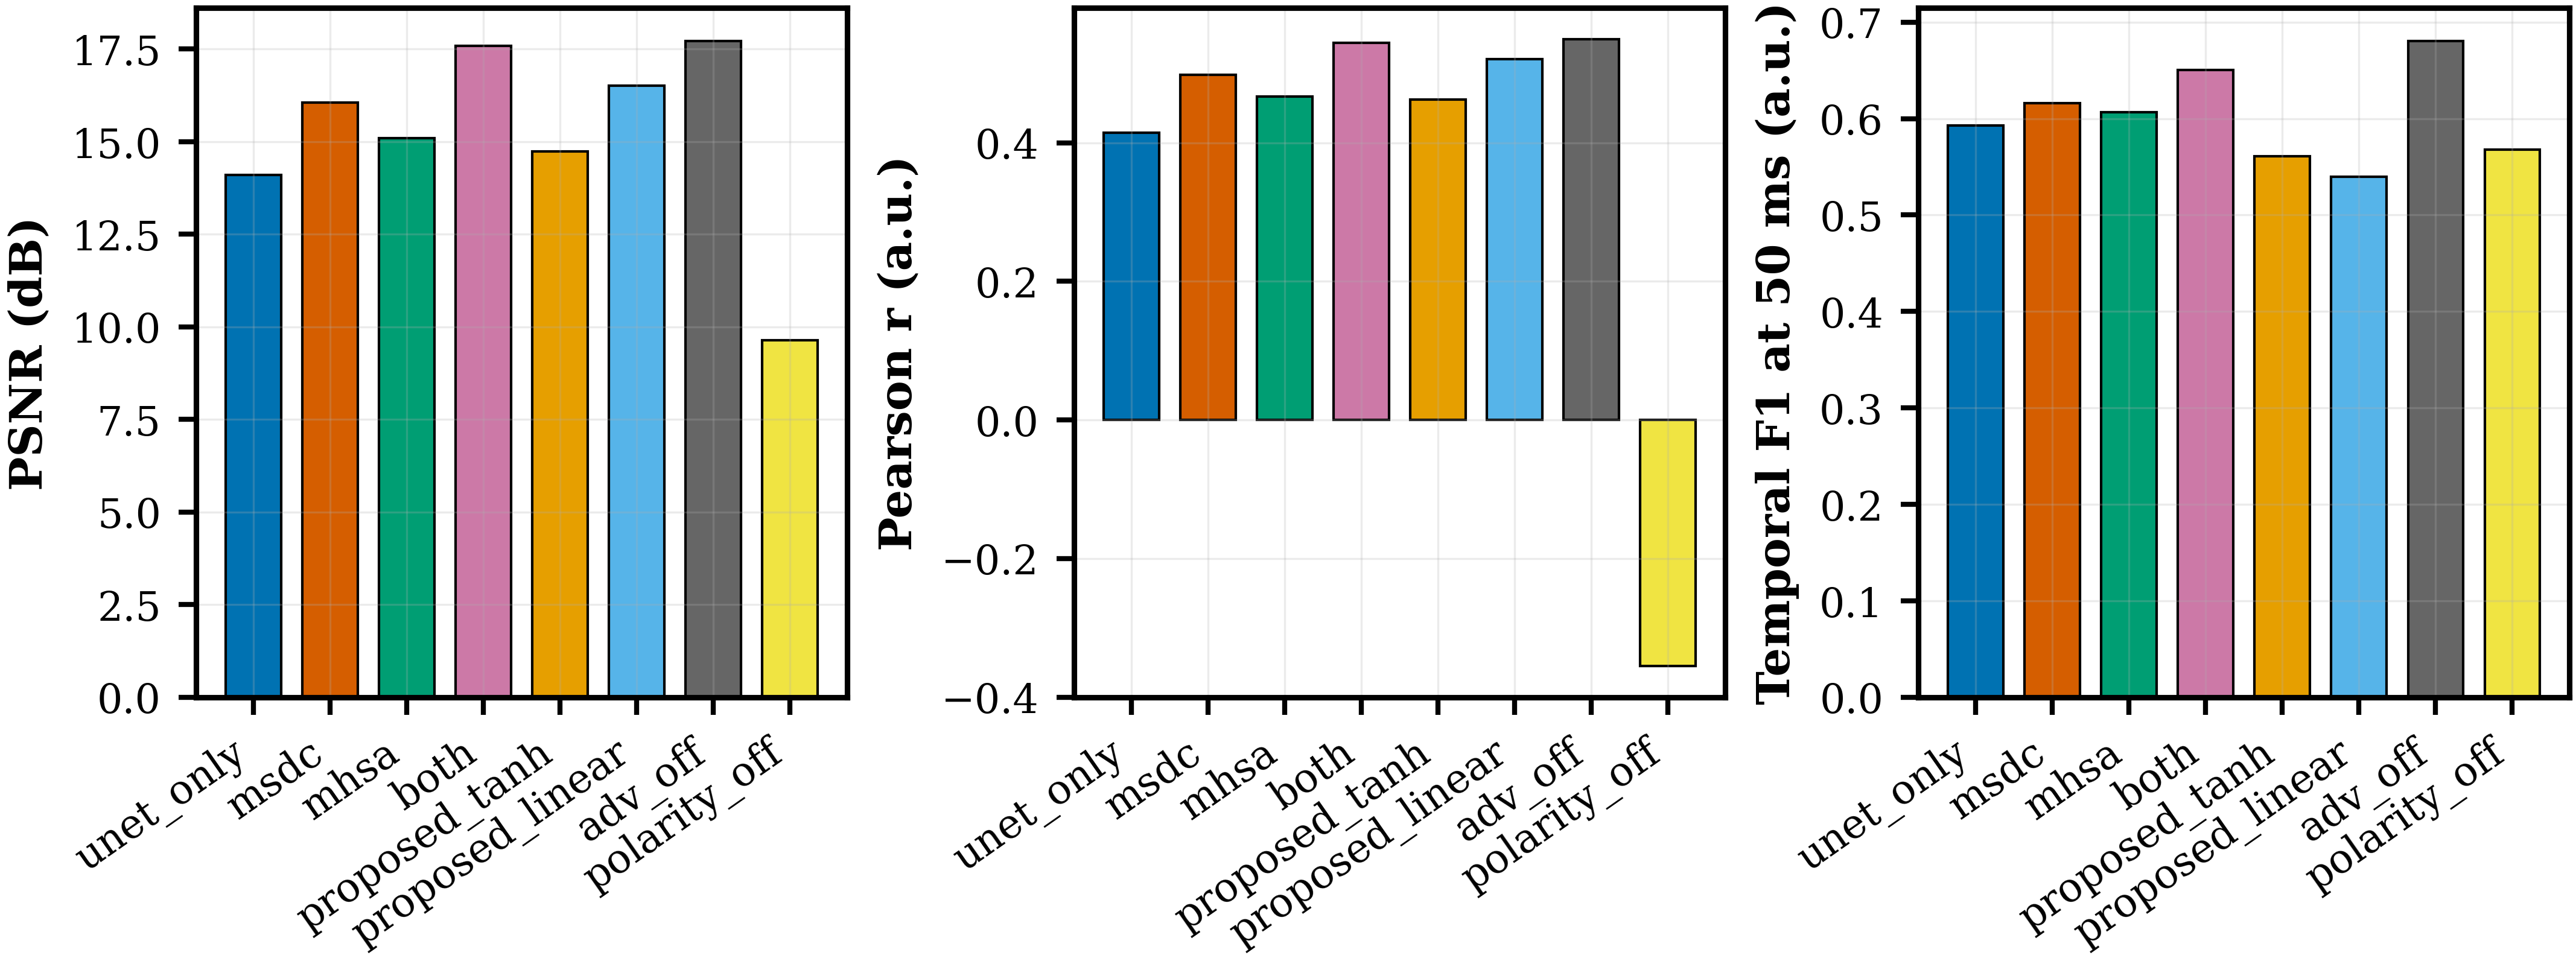 PSNR (dB)
17.5
15.0
12.5
10.0
7.5
5.0
2.5
0.0
unet_only
msdc
mhsa
both
proposed_tanh
proposed_linear
adv_off
polarity_off
Pearson r (a.u.)
0.4
0.2
0.0
−0.2
−0.4
unet_only
msdc
mhsa
both
proposed_tanh
proposed_linear
adv_off
polarity_off
Temporal F1 at 50 ms (a.u.)
0.7
0.6
0.5
0.4
0.3
0.2
0.1
0.0
unet_only
msdc
mhsa
both
proposed_tanh
proposed_linear
adv_off
polarity_off